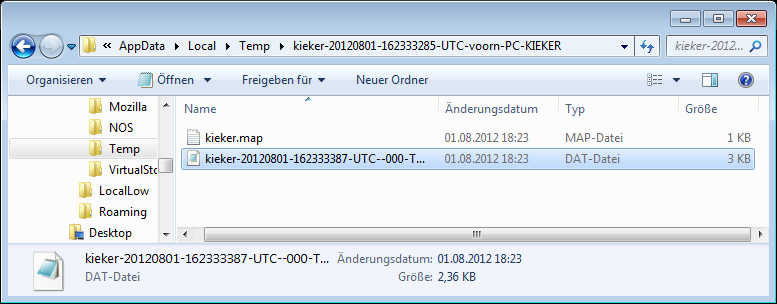 AppData ▸ Local ▸ Temp ▸ kieker-20120801-162333285-UTC-voorn-PC-KIEKER
kieker-2012...
Organisieren Öffnen Freigeben für Neuer Ordner
Mozilla
NOS
Temp
VirtualSto
LocalLow
Roaming
Desktop
Name Änderungsdatum Typ Größe
kieker.map 01.08.2012 18:23 MAP-Datei 1 KB
kieker-20120801-162333387-UTC--000-T... 01.08.2012 18:23 DAT-Datei 3 KB
kieker-20120801-162333387-UTC--000-T... Änderungsdatum: 01.08.2012 18:23
DAT-Datei Größe: 2,36 KB